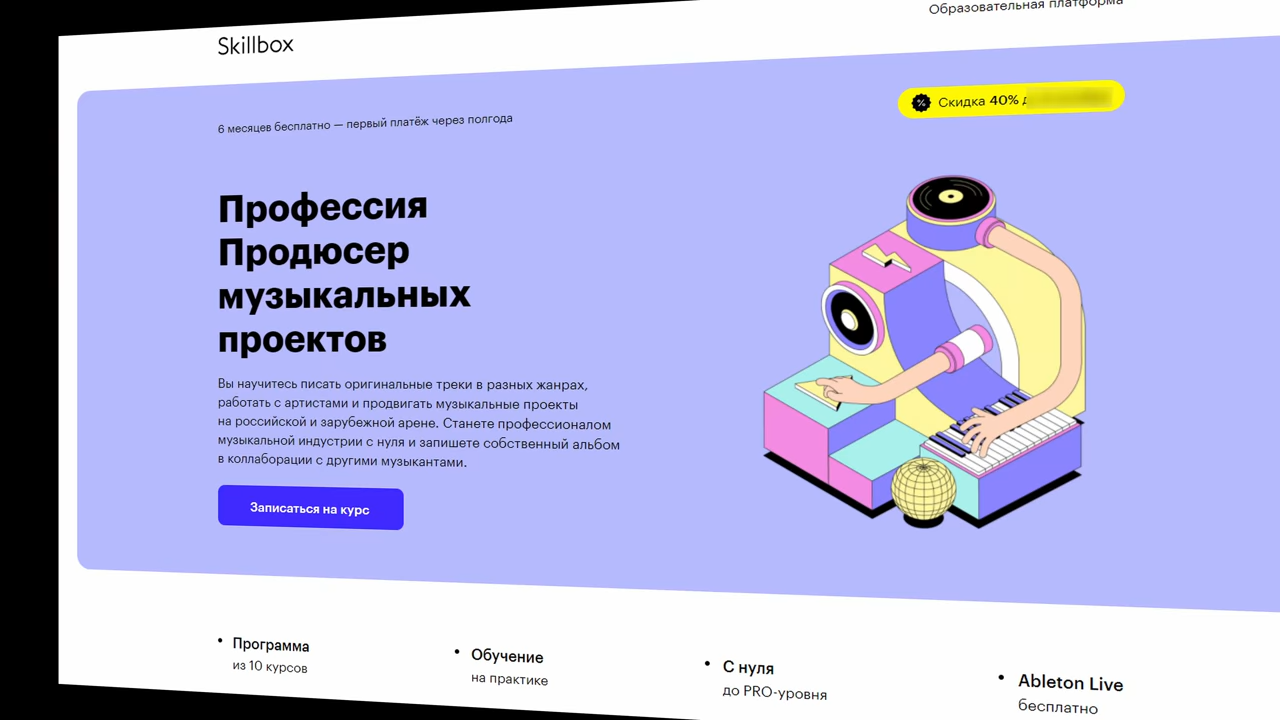 Skillbox
Образовательная платформа
6 месяцев бесплатно — первый платёж через полгода
Скидка 40%
Профессия
Продюсер
музыкальных
проектов
Вы научитесь писать оригинальные треки в разных жанрах,
работать с артистами и продвигать музыкальные проекты
на российской и зарубежной арене. Станете профессионалом
музыкальной индустрии с нуля и запишете собственный альбом
в коллаборации с другими музыкантами.
Записаться на курс
Программа
из 10 курсов
Обучение
на практике
С нуля
до PRO-уровня
Ableton Live
бесплатно